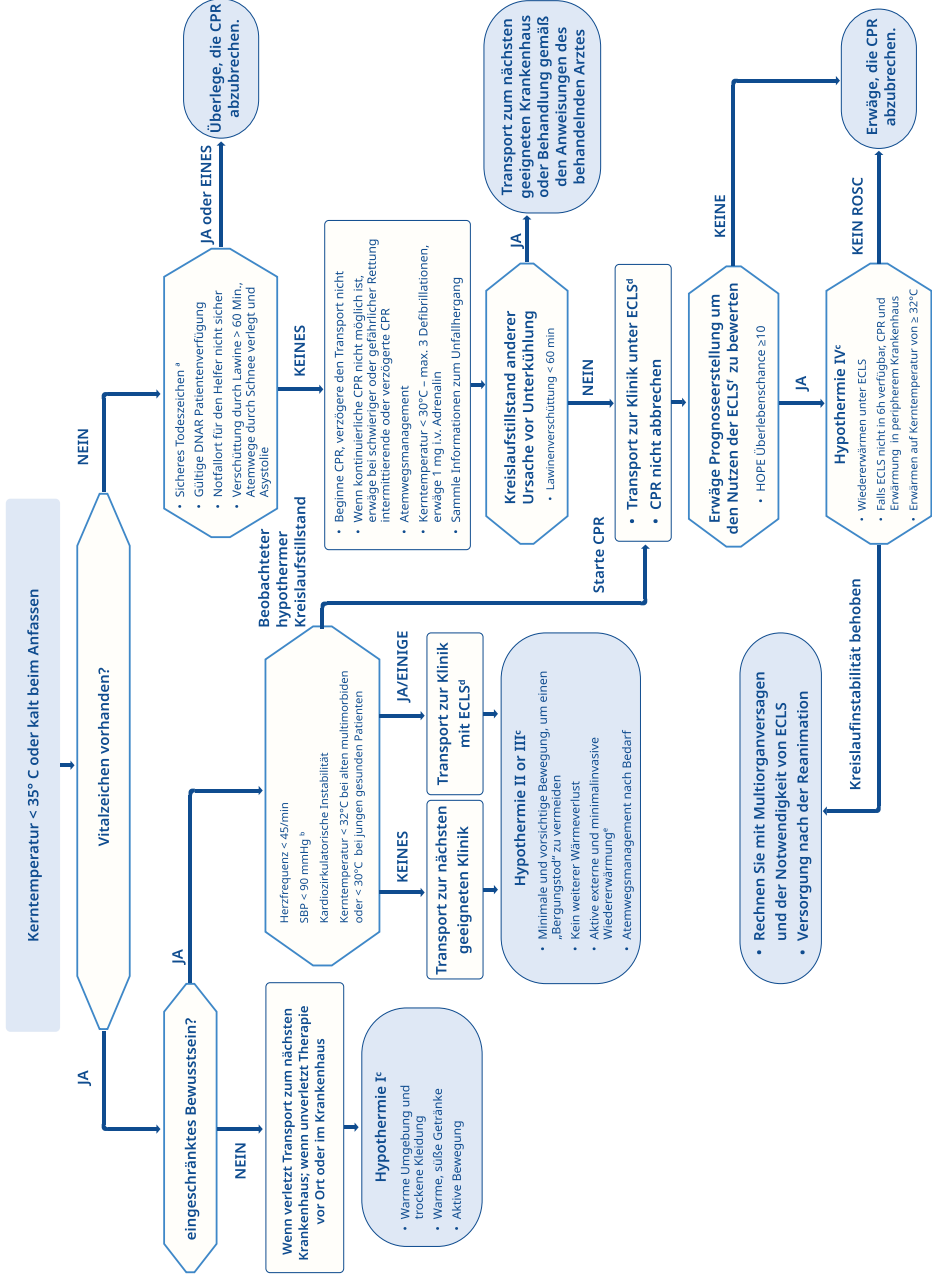 Kerntemperatur < 35° C oder kalt beim Anfassen
Vitalzeichen vorhanden?
JA
NEIN
eingeschränktes Bewusstsein?
JA
NEIN
Wenn verletzt Transport zum nächsten
Krankenhaus; wenn unverletzt Therapie
vor Ort oder im Krankenhaus
Hypothermie Iᶜ
• Warme Umgebung und
trockene Kleidung
• Warme, süße Getränke
• Aktive Bewegung
Herzfrequenz < 45/min
SBP < 90 mmHg ᵇ
Kardiozirkulatorische Instabilität
Kerntemperatur < 32°C bei alten multimorbiden
oder < 30°C bei jungen gesunden Patienten
KEINES
JA/EINIGE
Transport zur nächsten
geeigneten Klinik
Transport zur Klinik
mit ECLSᵈ
Hypothermie II or IIIᶜ
• Minimale und vorsichtige Bewegung, um einen
„Bergungstod“ zu vermeiden
• Kein weiterer Wärmeverlust
• Aktive externe und minimalinvasive
Wiedererwärmungᵉ
• Atemwegsmanagement nach Bedarf
Beobachteter
hypothermer
Kreislaufstillstand
Starte CPR
• Sicheres Todeszeichen ᵃ
• Gültige DNAR Patientenverfügung
• Notfallort für den Helfer nicht sicher
• Verschüttung durch Lawine > 60 Min.,
Atemwege durch Schnee verlegt und
Asystolie
JA oder EINES
Überlege, die CPR
abzubrechen.
KEINES
• Beginne CPR, verzögere den Transport nicht
• Wenn kontinuierliche CPR nicht möglich ist,
erwäge bei schwieriger oder gefährlicher Rettung
intermittierende oder verzögerte CPR
• Atemwegsmanagement
• Kerntemperatur < 30°C – max. 3 Defibrillationen,
erwäge 1 mg i.v. Adrenalin
• Sammle Informationen zum Unfallhergang
Kreislaufstillstand anderer
Ursache vor Unterkühlung
• Lawinenverschüttung < 60 min
JA
Transport zum nächsten
geeigneten Krankenhaus
oder Behandlung gemäß
den Anweisungen des
behandelnden Arztes
NEIN
• Transport zur Klinik unter ECLSᵈ
• CPR nicht abbrechen
Erwäge Prognoseerstellung um
den Nutzen der ECLSᶠ zu bewerten
• HOPE Überlebenschance ≥10
KEINE
JA
Hypothermie IVᶜ
• Wiedererwärmen unter ECLS
• Falls ECLS nicht in 6h verfügbar, CPR und
Erwärmung in peripherem Krankenhaus
• Erwärmen auf Kerntemperatur von ≥ 32°C
KEIN ROSC
Erwäge, die CPR
abzubrechen.
Kreislaufinstabilität behoben
• Rechnen Sie mit Multiorganversagen
und der Notwendigkeit von ECLS
• Versorgung nach der Reanimation